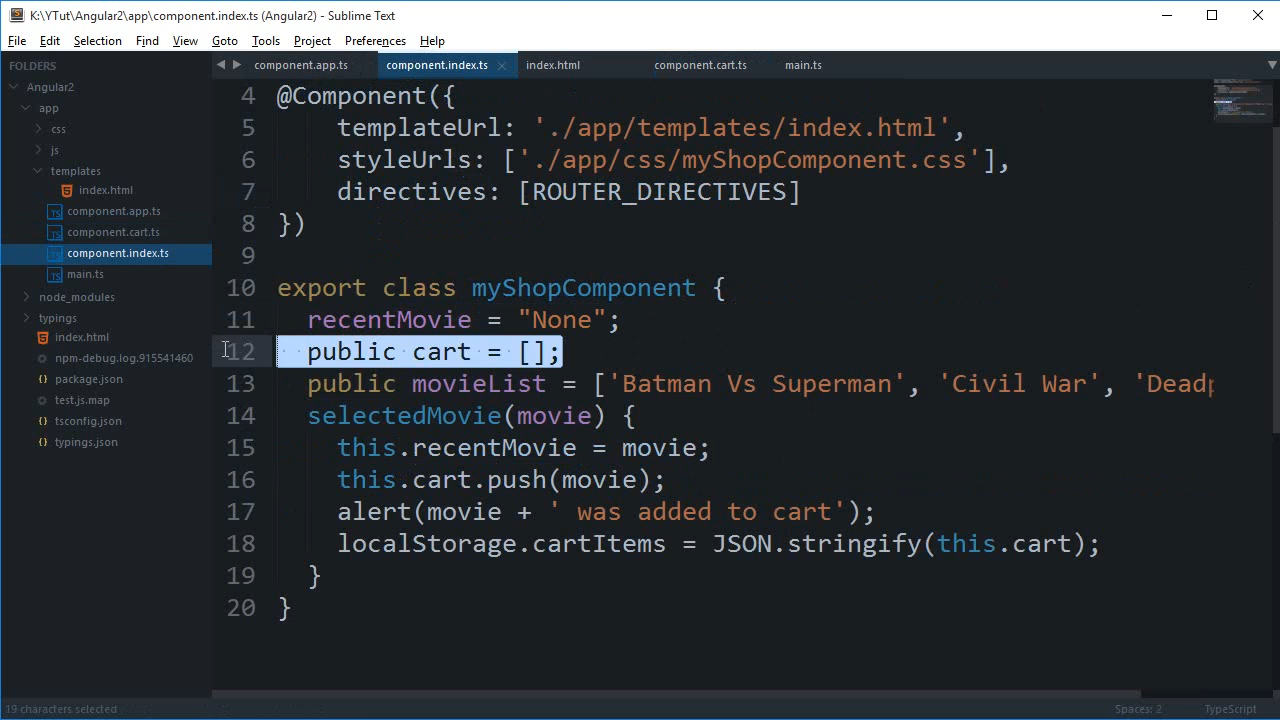 K:\YTut\Angular2\app\component.index.ts (Angular2) - Sublime Text
File Edit Selection Find View Goto Tools Project Preferences Help
FOLDERS
Angular2
app
css
js
templates
index.html
component.app.ts
component.cart.ts
component.index.ts
main.ts
node_modules
typings
index.html
npm-debug.log.915541460
package.json
test.js.map
tsconfig.json
typings.json
component.app.ts component.index.ts index.html component.cart.ts main.ts
4 @Component({
5 templateUrl: './app/templates/index.html',
6 styleUrls: ['./app/css/myShopComponent.css'],
7 directives: [ROUTER_DIRECTIVES]
8 })
9
10 export class myShopComponent {
11 recentMovie = "None";
12 public cart = [];
13 public movieList = ['Batman Vs Superman', 'Civil War', 'Deadp
14 selectedMovie(movie) {
15 this.recentMovie = movie;
16 this.cart.push(movie);
17 alert(movie + ' was added to cart');
18 localStorage.cartItems = JSON.stringify(this.cart);
19 }
20 }
19 characters selected Spaces: 2 TypeScript